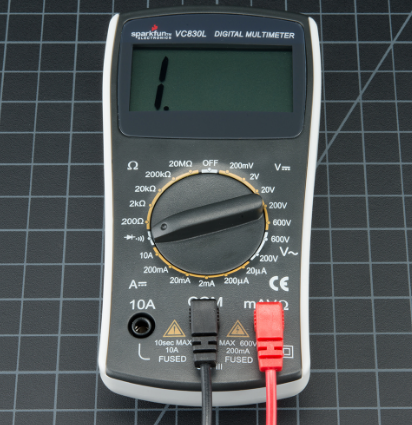 sparkfun VC830L DIGITAL MULTIMETER
ELECTRONICS
1.
Ω 20MΩ OFF 200mV V⎓
200kΩ 2V
20kΩ 20V
2kΩ 200V
200Ω 600V
600V
10A 200V V~
200mA 20µA
A⎓ 20mA 2mA 200µA CE
10A COM mAVΩ
10sec MAX MAX 600V
10A 200mA
FUSED FUSED